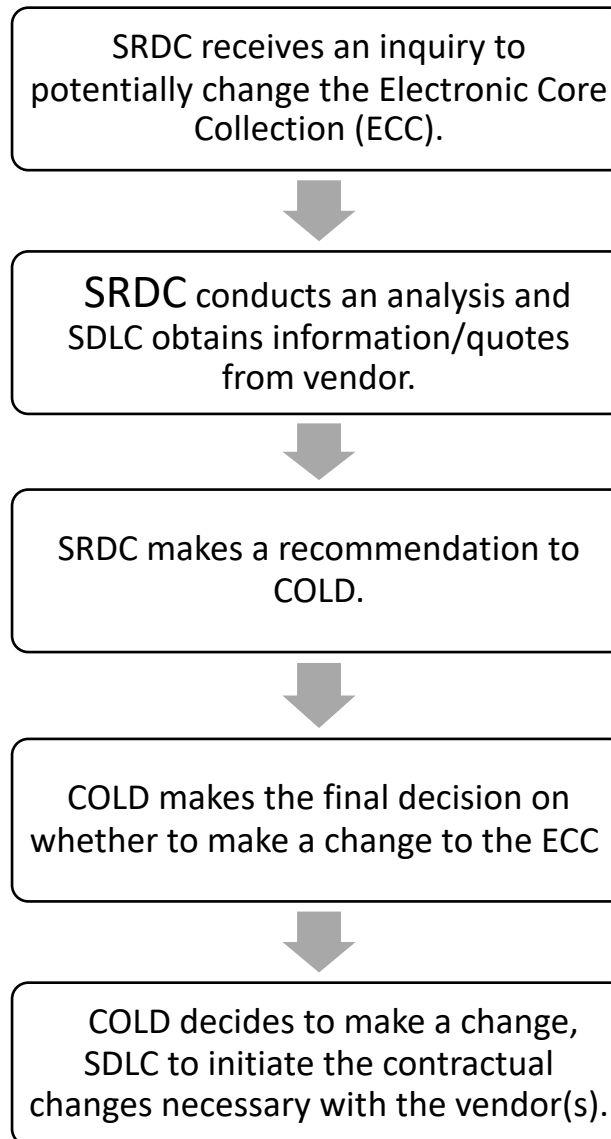 SRDC receives an inquiry to
potentially change the Electronic Core
Collection (ECC).
SRDC conducts an analysis and
SDLC obtains information/quotes
from vendor.
SRDC makes a recommendation to
COLD.
COLD makes the final decision on
whether to make a change to the ECC
COLD decides to make a change,
SDLC to initiate the contractual
changes necessary with the vendor(s).